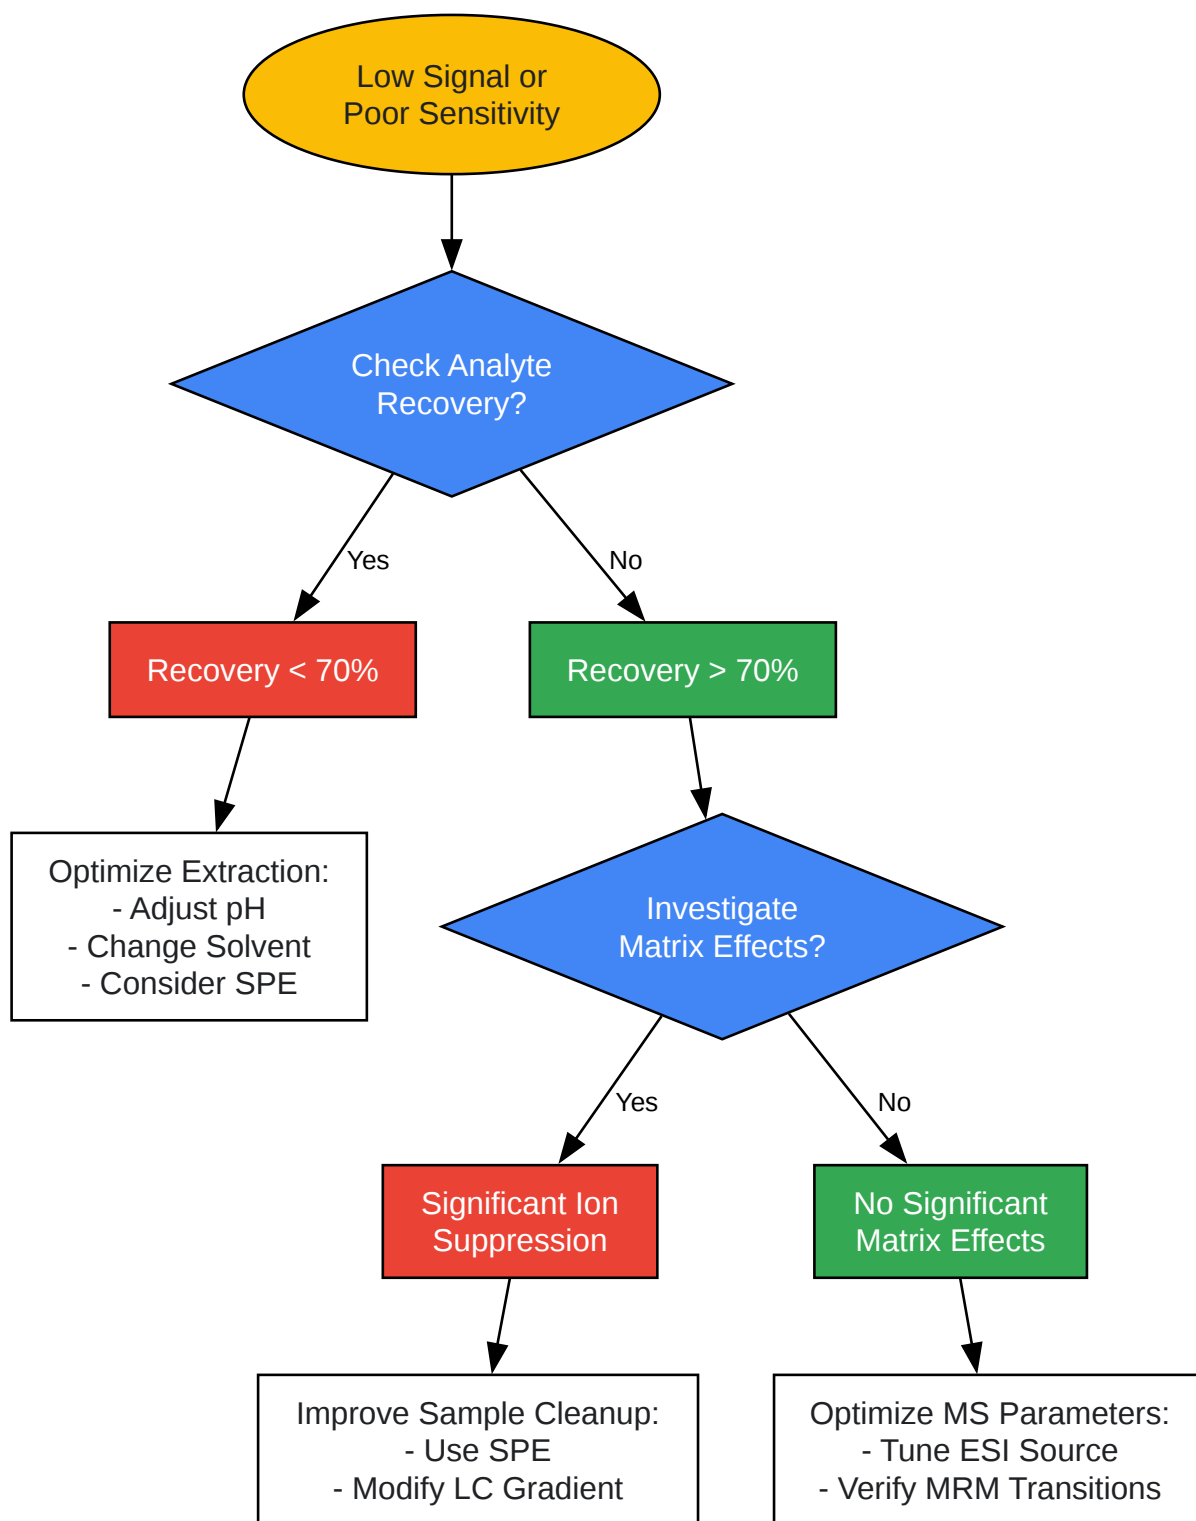 Low Signal or
Poor Sensitivity
Check Analyte
Recovery?
Yes
No
Recovery < 70%
Recovery > 70%
Optimize Extraction:
- Adjust pH
- Change Solvent
- Consider SPE
Investigate
Matrix Effects?
Yes
No
Significant Ion
Suppression
No Significant
Matrix Effects
Improve Sample Cleanup:
- Use SPE
- Modify LC Gradient
Optimize MS Parameters:
- Tune ESI Source
- Verify MRM Transitions